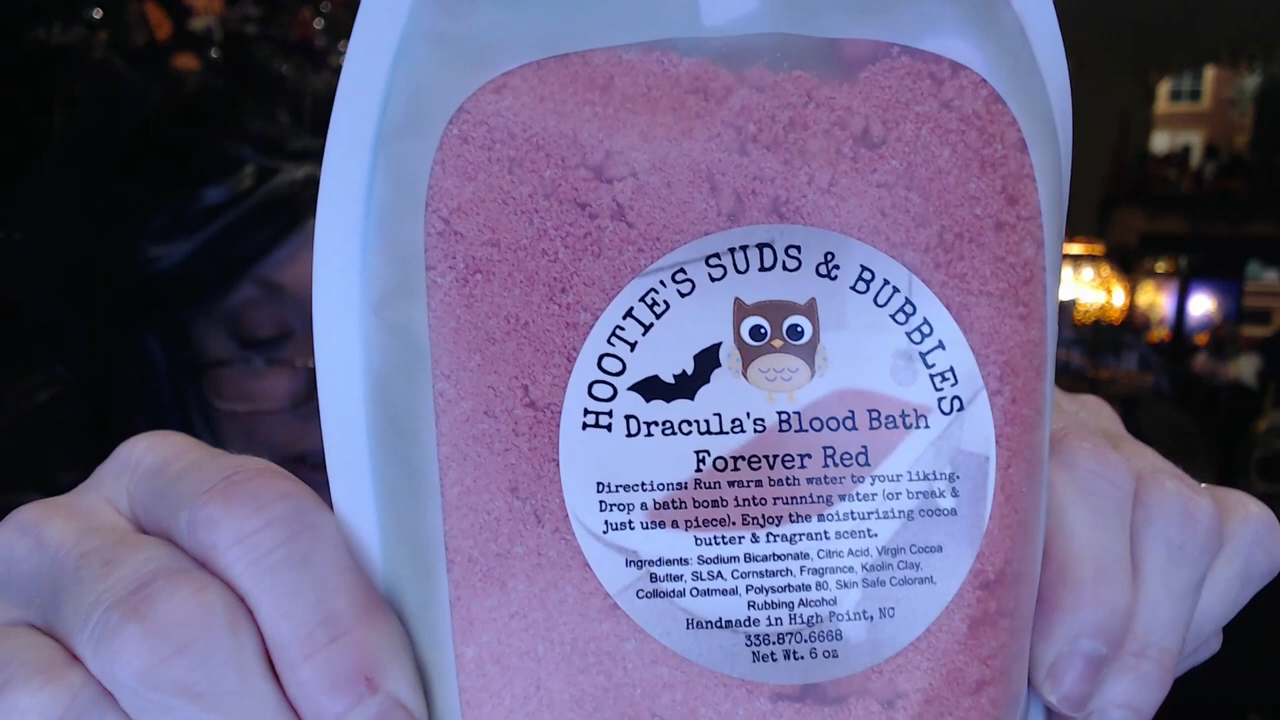 HOOTIE'S SUDS & BUBBLES
Dracula's Blood Bath
Forever Red
Directions: Run warm bath water to your liking.
Drop a bath bomb into running water (or break &
just use a piece). Enjoy the moisturizing cocoa
butter & fragrant scent.
Ingredients: Sodium Bicarbonate, Citric Acid, Virgin Cocoa
Butter, SLSA, Cornstarch, Fragrance, Kaolin Clay,
Colloidal Oatmeal, Polysorbate 80, Skin Safe Colorant,
Rubbing Alcohol
Handmade in High Point, NC
336.870.6668
Net Wt. 6 oz